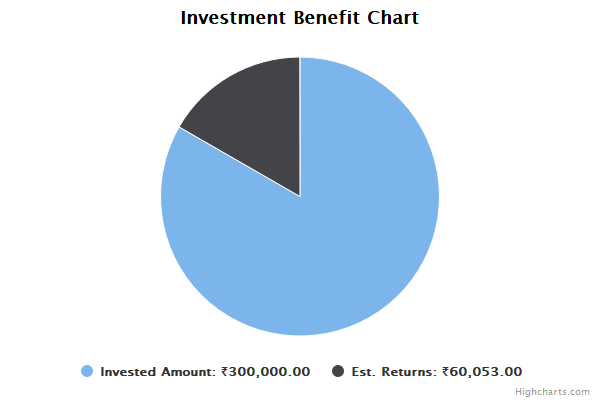 Investment Benefit Chart
Invested Amount: ₹300,000.00 Est. Returns: ₹60,053.00
Highcharts.com